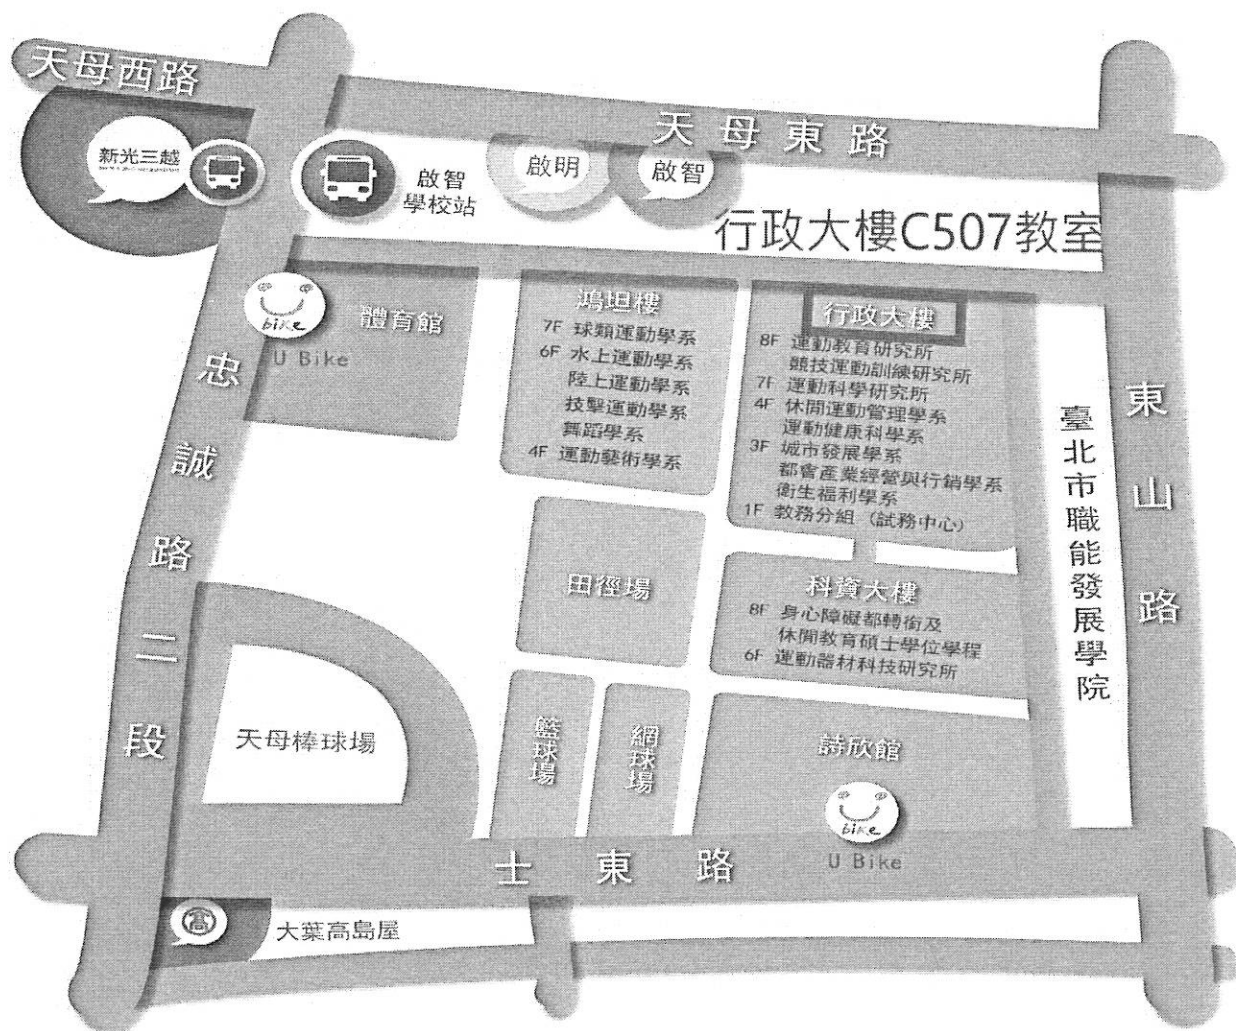 天母西路
天母東路
新光三越
啟智
學校站
啟明
啟智
行政大樓C507教室
bike
U Bike
體育館
鴻坦樓
7F 球類運動學系
6F 水上運動學系
陸上運動學系
技擊運動學系
舞蹈學系
4F 運動藝術學系
行政大樓
8F 運動教育研究所
競技運動訓練研究所
7F 運動科學研究所
4F 休閒運動管理學系
運動健康科學系
3F 城市發展學系
都會產業經營與行銷學系
衛生福利學系
1F 教務分組（試務中心）
忠誠路二段
東山路
臺北市職能發展學院
田徑場
科資大樓
8F 身心障礙都轉銜及
休閒教育碩士學位學程
6F 運動器材科技研究所
天母棒球場
籃球場
網球場
詩欣館
bike
U Bike
士東路
高
大葉高島屋